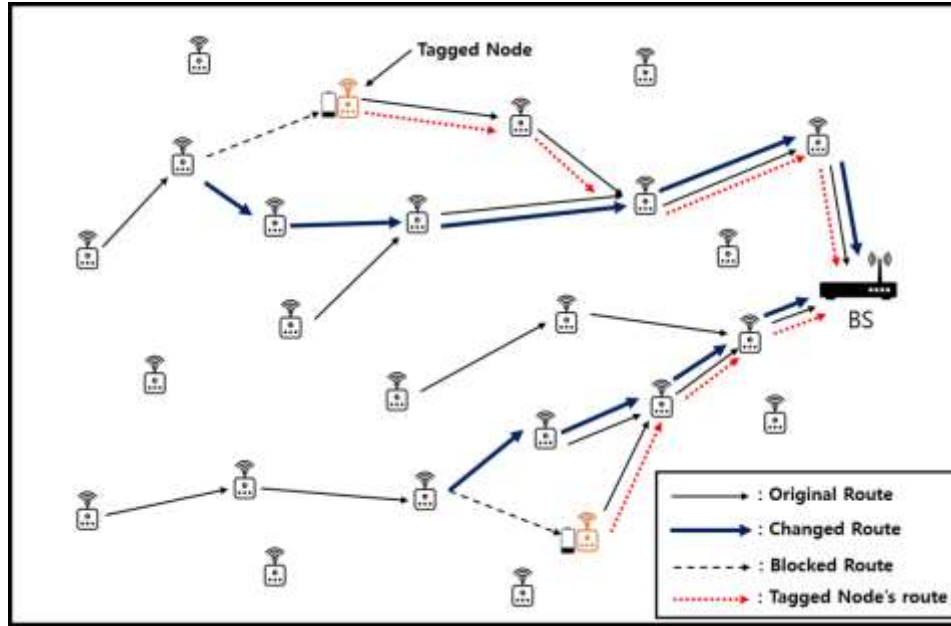 Tagged Node
BS
: Original Route
: Changed Route
: Blocked Route
: Tagged Node's route